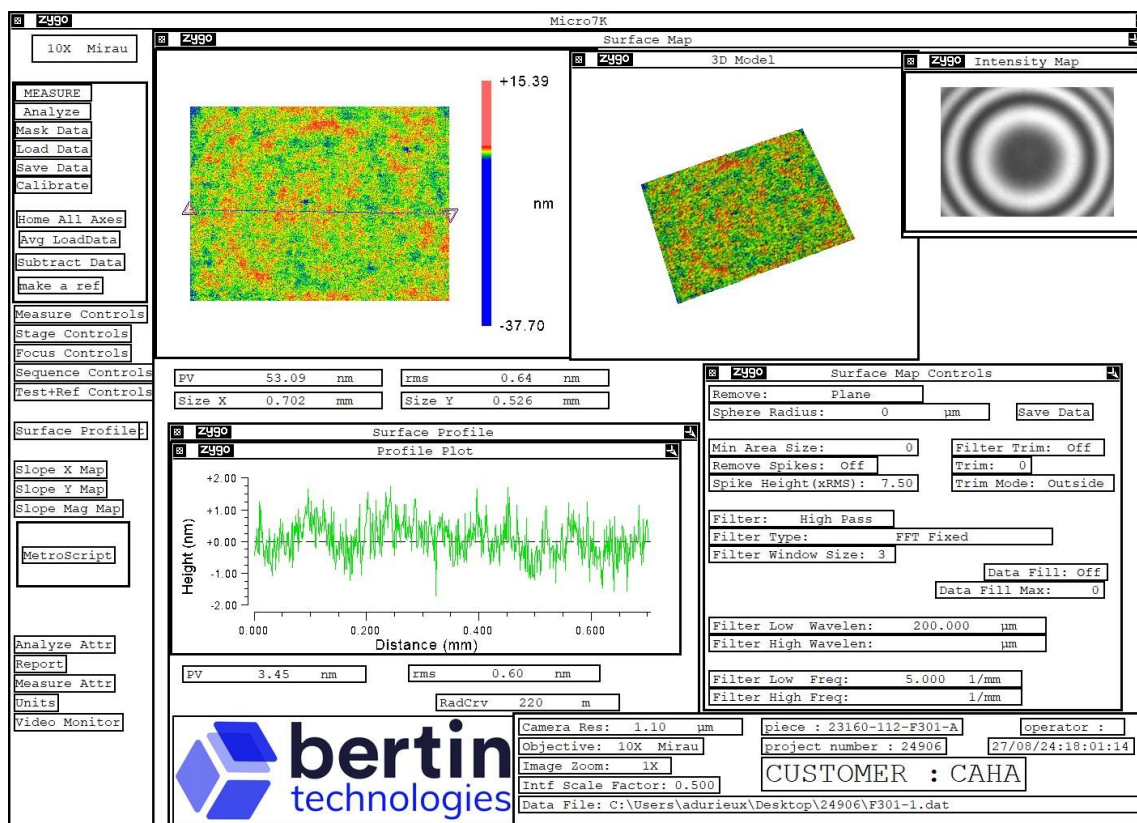 zygo Micro7K
10X Mirau
MEASURE
Analyze
Mask Data
Load Data
Save Data
Calibrate
Home All Axes
Avg LoadData
Subtract Data
make a ref
Measure Controls
Stage Controls
Focus Controls
Sequence Controls
Test+Ref Controls
Surface Profilet
Slope X Map
Slope Y Map
Slope Mag Map
MetroScript
Analyze Attr
Report
Measure Attr
Units
Video Monitor
zygo Surface Map
+15.39
nm
-37.70
zygo 3D Model
zygo Intensity Map
PV 53.09 nm
rms 0.64 nm
Size X 0.702 mm
Size Y 0.526 mm
zygo Surface Profile
zygo Profile Plot
Height (nm)
+2.00
+1.00
+0.00
-1.00
-2.00
0.000 0.200 0.400 0.600
Distance (mm)
PV 3.45 nm
rms 0.60 nm
RadCrv 220 m
zygo Surface Map Controls
Remove: Plane
Sphere Radius: 0 µm
Save Data
Min Area Size: 0
Filter Trim: Off
Remove Spikes: Off
Trim: 0
Spike Height(xRMS): 7.50
Trim Mode: Outside
Filter: High Pass
Filter Type: FFT Fixed
Filter Window Size: 3
Data Fill: Off
Data Fill Max: 0
Filter Low Wavelen: 200.000 µm
Filter High Wavelen: µm
Filter Low Freq: 5.000 1/mm
Filter High Freq: 1/mm
bertin
technologies
Camera Res: 1.10 µm
piece : 23160-112-F301-A
operator :
Objective: 10X Mirau
project number : 24906
27/08/24:18:01:14
Image Zoom: 1X
CUSTOMER : CAHA
Intf Scale Factor: 0.500
Data File: C:\Users\adurieux\Desktop\24906\F301-1.dat